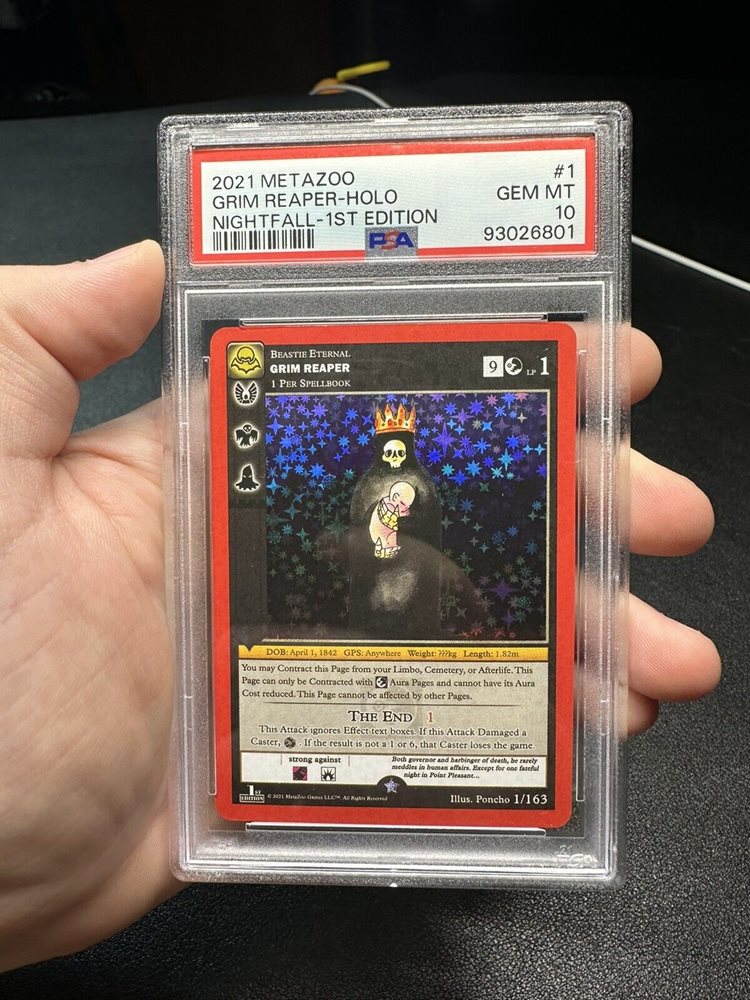 2021 METAZOO #1
GRIM REAPER-HOLO GEM MT
NIGHTFALL-1ST EDITION 10
PSA 93026801
BEASTIE ETERNAL
GRIM REAPER 9 LP 1
1 PER SPELLBOOK
DOB: April 1, 1842 GPS: Anywhere Weight: ???kg Length: 1.82m
You may Contract this Page from your Limbo, Cemetery, or Afterlife. This
Page can only be Contracted with Aura Pages and cannot have its Aura
Cost reduced. This Page cannot be affected by other Pages.
THE END 1
This Attack ignores Effect text boxes. If this Attack Damaged a
Caster, . If the result is not a 1 or 6, that Caster loses the game.
strong against
Both governor and harbinger of death, he rarely
meddles in human affairs. Except for one fateful
night in Point Pleasant...
1ST
EDITION © 2021 MetaZoo Games LLC™. All Rights Reserved Illus. Poncho 1/163